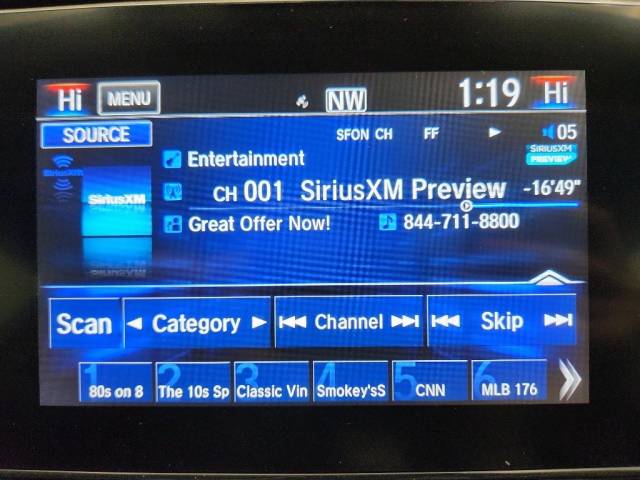 Hi MENU NW 1:19 Hi
SOURCE SFON CH FF 05
Entertainment SIRIUSXM PREVIEW
SiriusXM SiriusXM CH 001 SiriusXM Preview -16'49"
Great Offer Now! 844-711-8800
Scan Category Channel Skip
1 2 3 4 5 6
80s on 8 The 10s Sp Classic Vin Smokey'sS CNN MLB 176